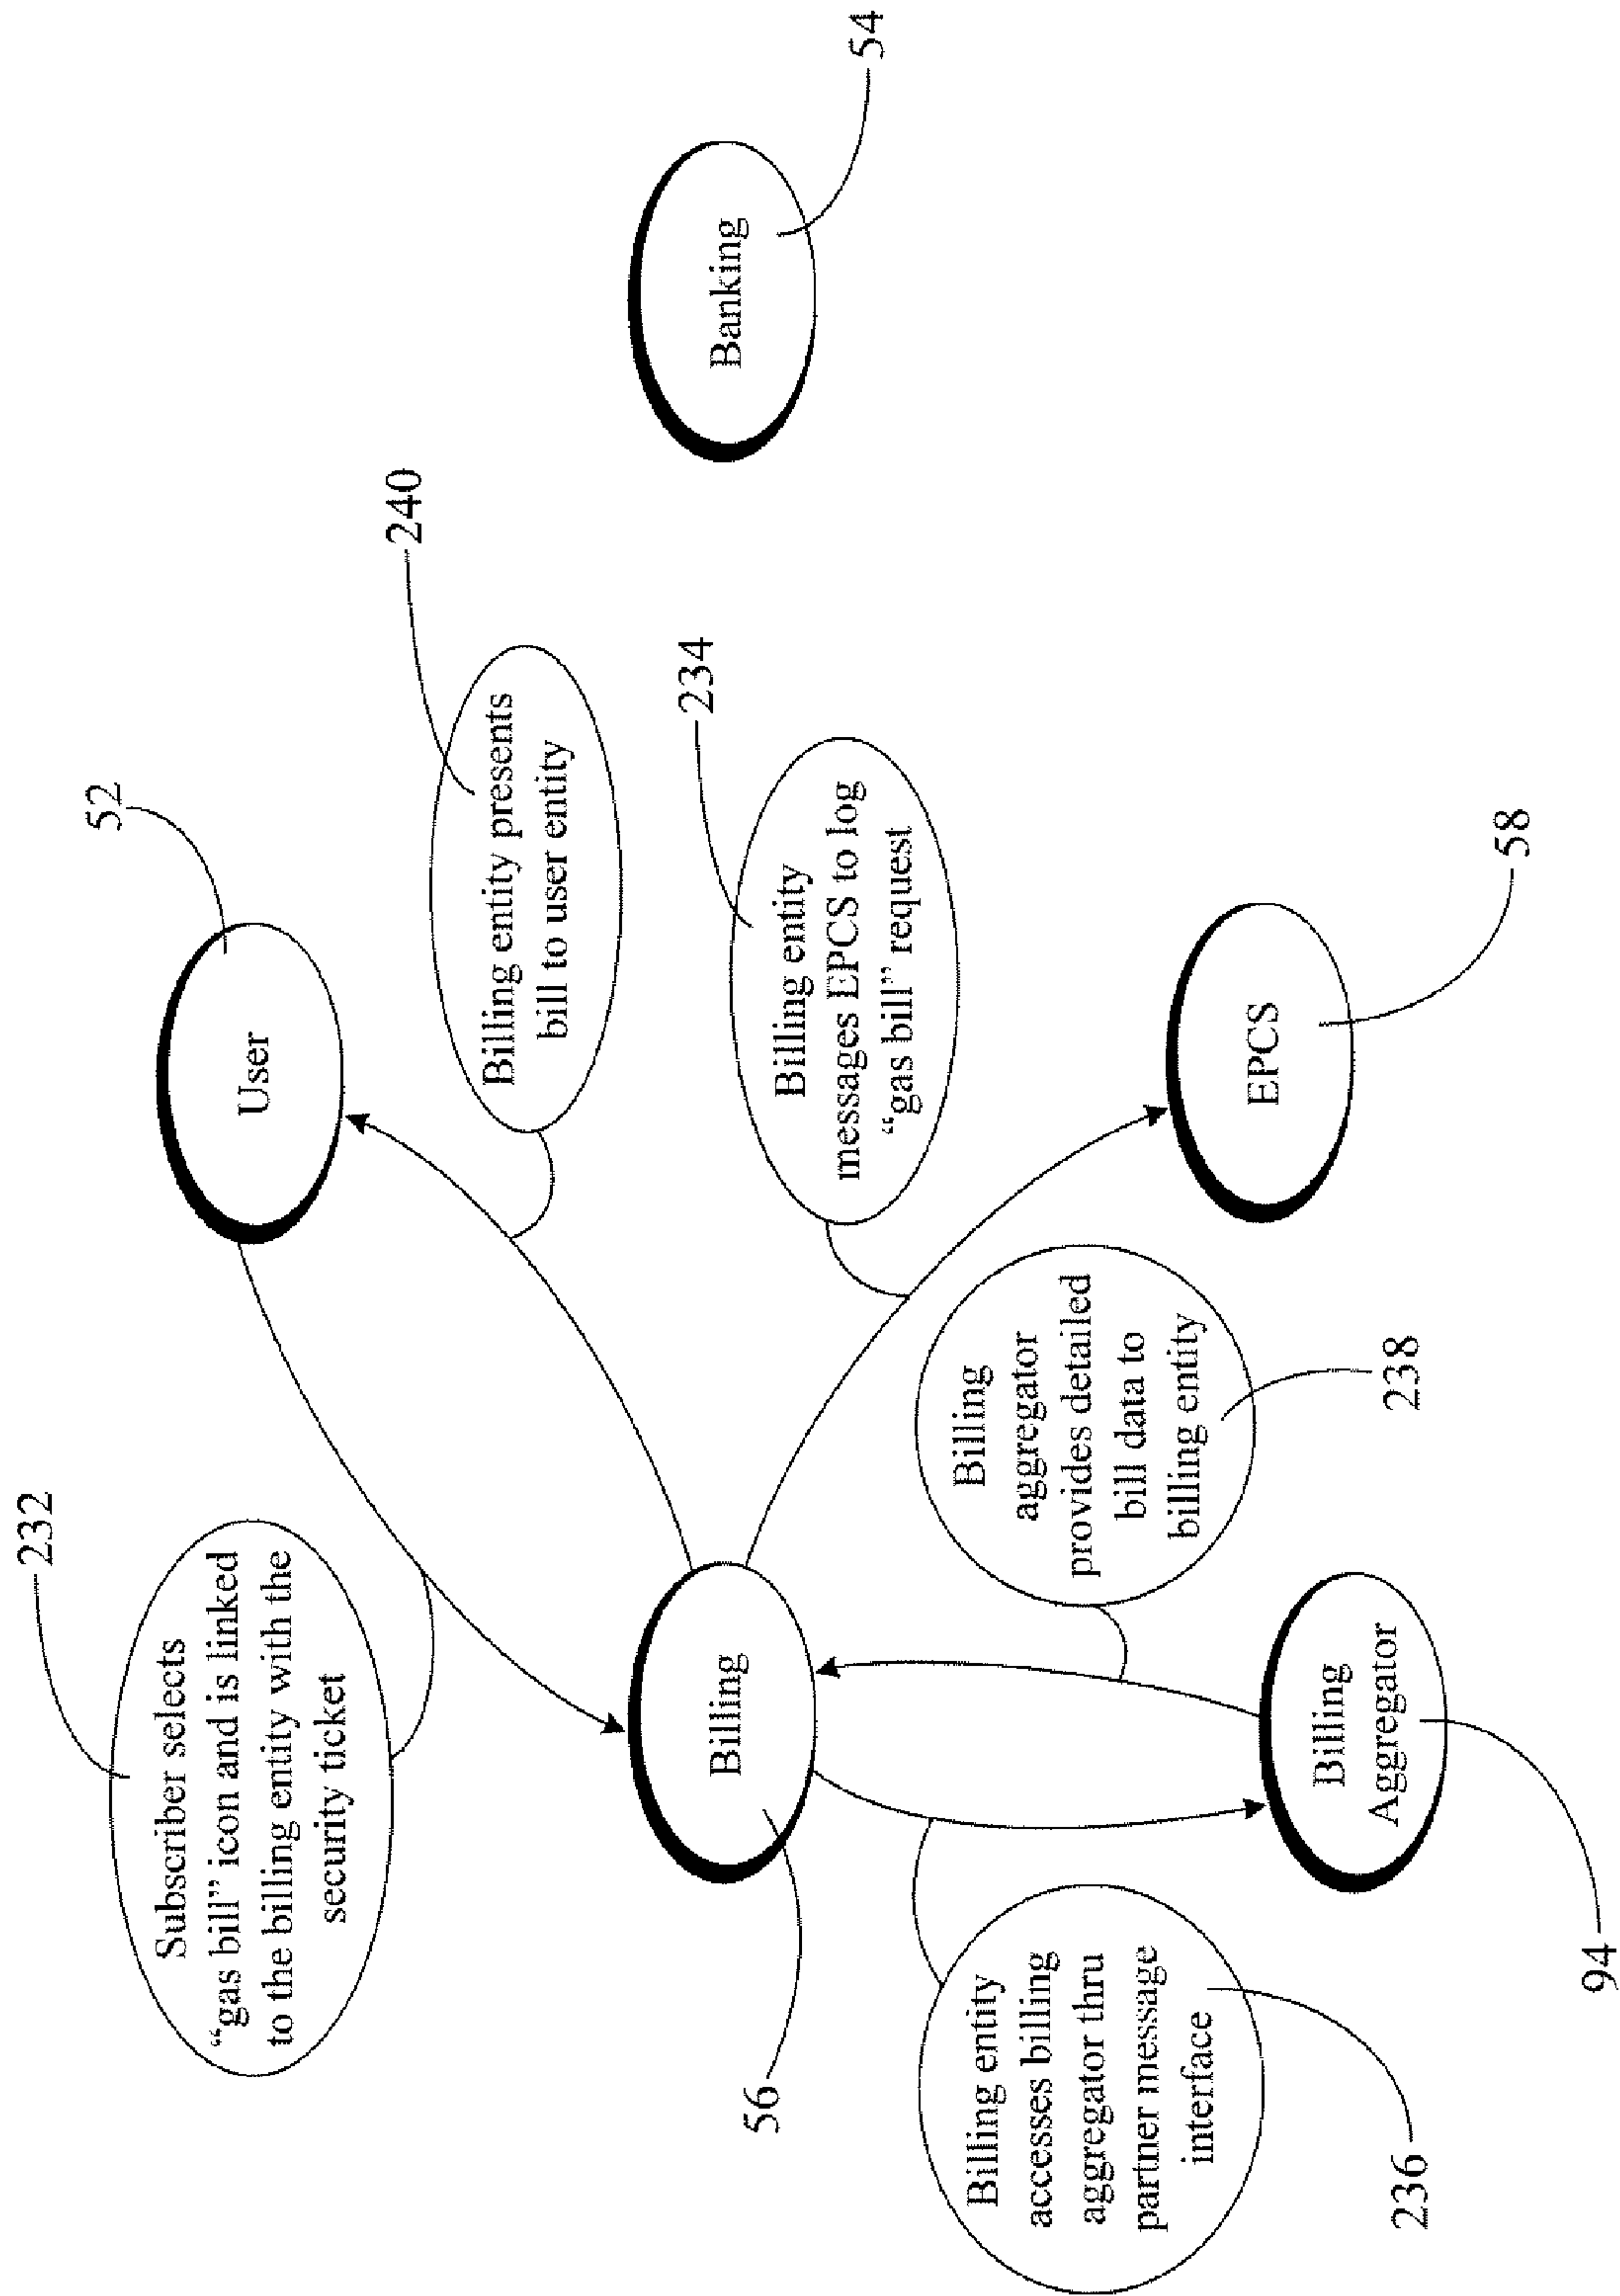 232
Subscriber selects
“gas bill” icon and is linked
to the billing entity with the
security ticket
52
User
240
Billing entity presents
bill to user entity
234
Billing entity
messages EPCS to log
“gas bill” request
54
Banking
56
Billing
Billing entity
accesses billing
aggregator thru
partner message
interface
236
Billing
aggregator
provides detailed
bill data to
billing entity
238
EPCS
58
Billing
Aggregator
94